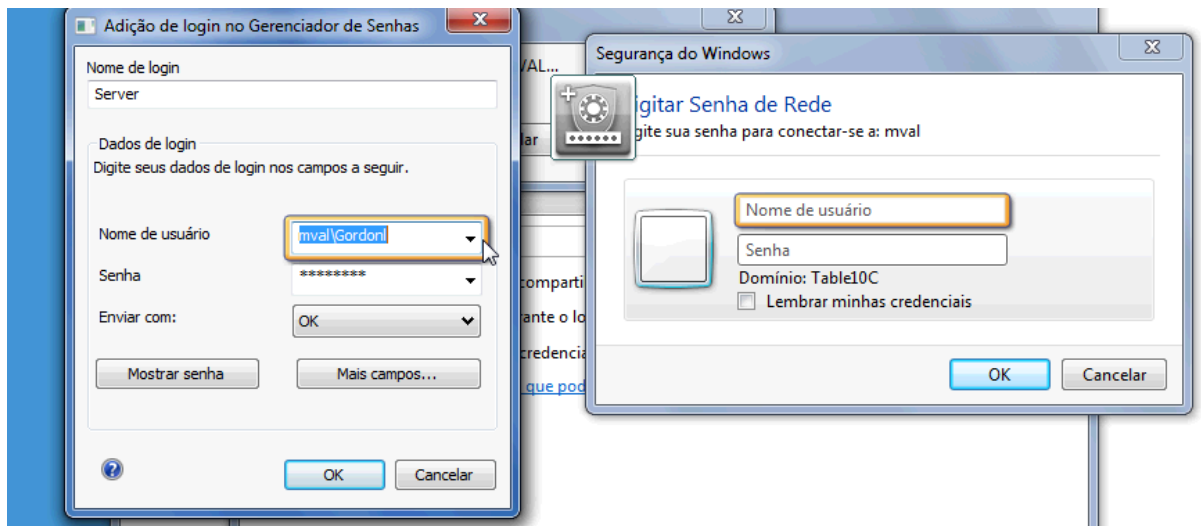 Adição de login no Gerenciador de Senhas
Nome de login
Server
Dados de login
Digite seus dados de login nos campos a seguir.
Nome de usuário
mval\Gordonl
Senha
********
Enviar com:
OK
Mostrar senha
Mais campos...
OK
Cancelar
VAL...
lar
comparti
rante o lo
credencia
que pod
Segurança do Windows
igitar Senha de Rede
gite sua senha para conectar-se a: mval
Nome de usuário
Senha
Domínio: Table10C
Lembrar minhas credenciais
OK
Cancelar